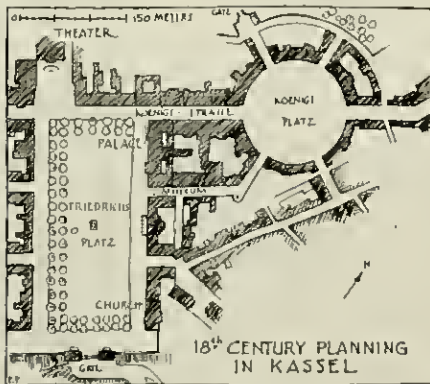 0 150 METERS
GATE
THEATER
KOENIGS-STRASSE
KOENIGS
PLATZ
PALACE
MUSEUM
FRIEDRICHS
PLATZ
CHURCH
N
GATE
18th CENTURY PLANNING
IN KASSEL
E.P.